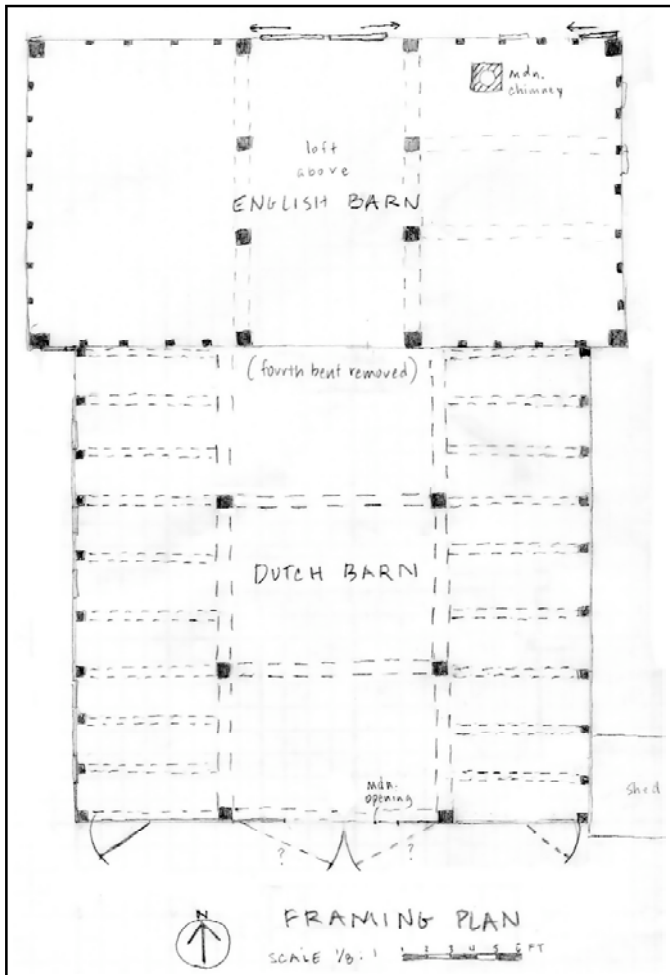 mdn.
chimney
loft
above
ENGLISH BARN
(fourth bent removed)
DUTCH BARN
mdn.
opening
shed
?
?
N
FRAMING PLAN
SCALE 1/8:1
1 2 3 4 5 6 FT